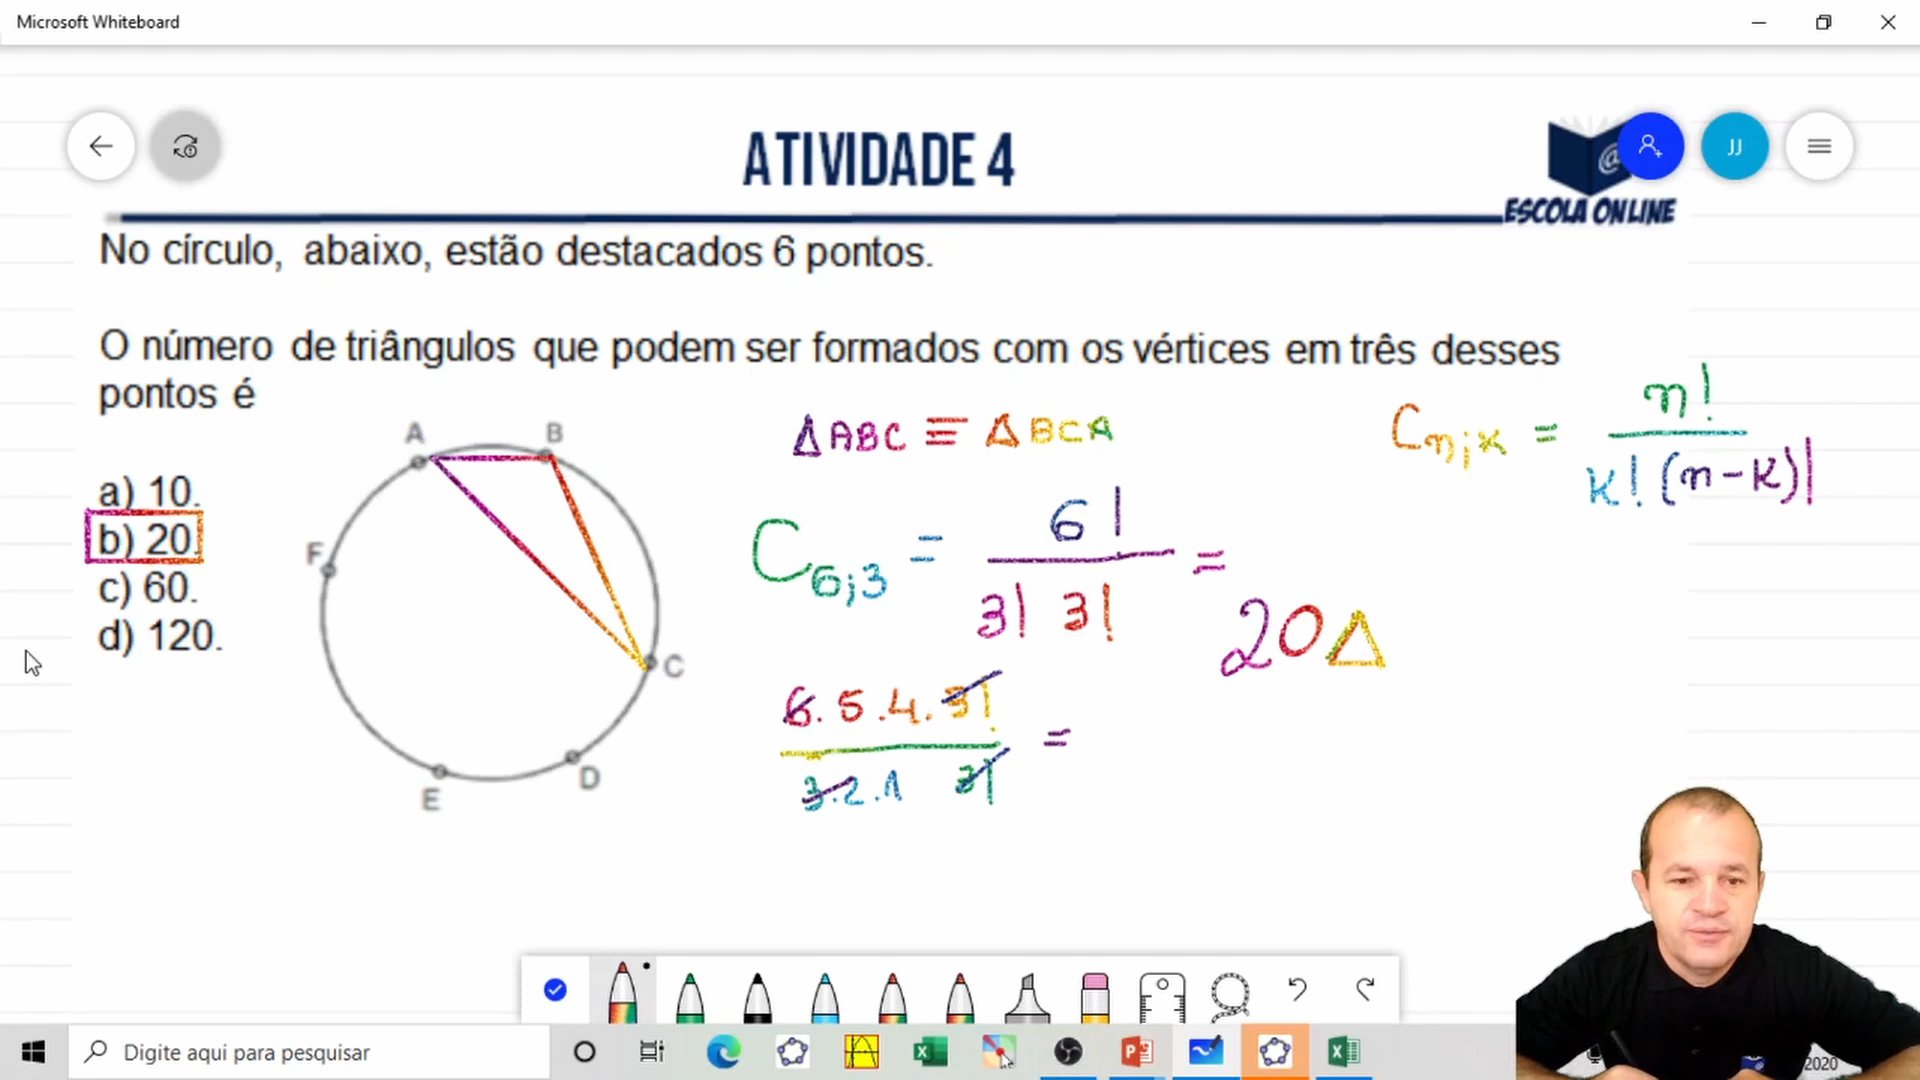 Microsoft Whiteboard
ATIVIDADE 4
@
ESCOLA ONLINE
JJ
No círculo, abaixo, estão destacados 6 pontos.
O número de triângulos que podem ser formados com os vértices em três desses
pontos é
a) 10.
b) 20.
c) 60.
d) 120.
A
B
C
D
E
F
ΔABC ≡ ΔBCA
C n;k = n! / k! (n-k)!
C 6;3 = 6! / 3! 3! =
20Δ
6.5.4.3! / 3.2.1 3! =
Digite aqui para pesquisar
2020